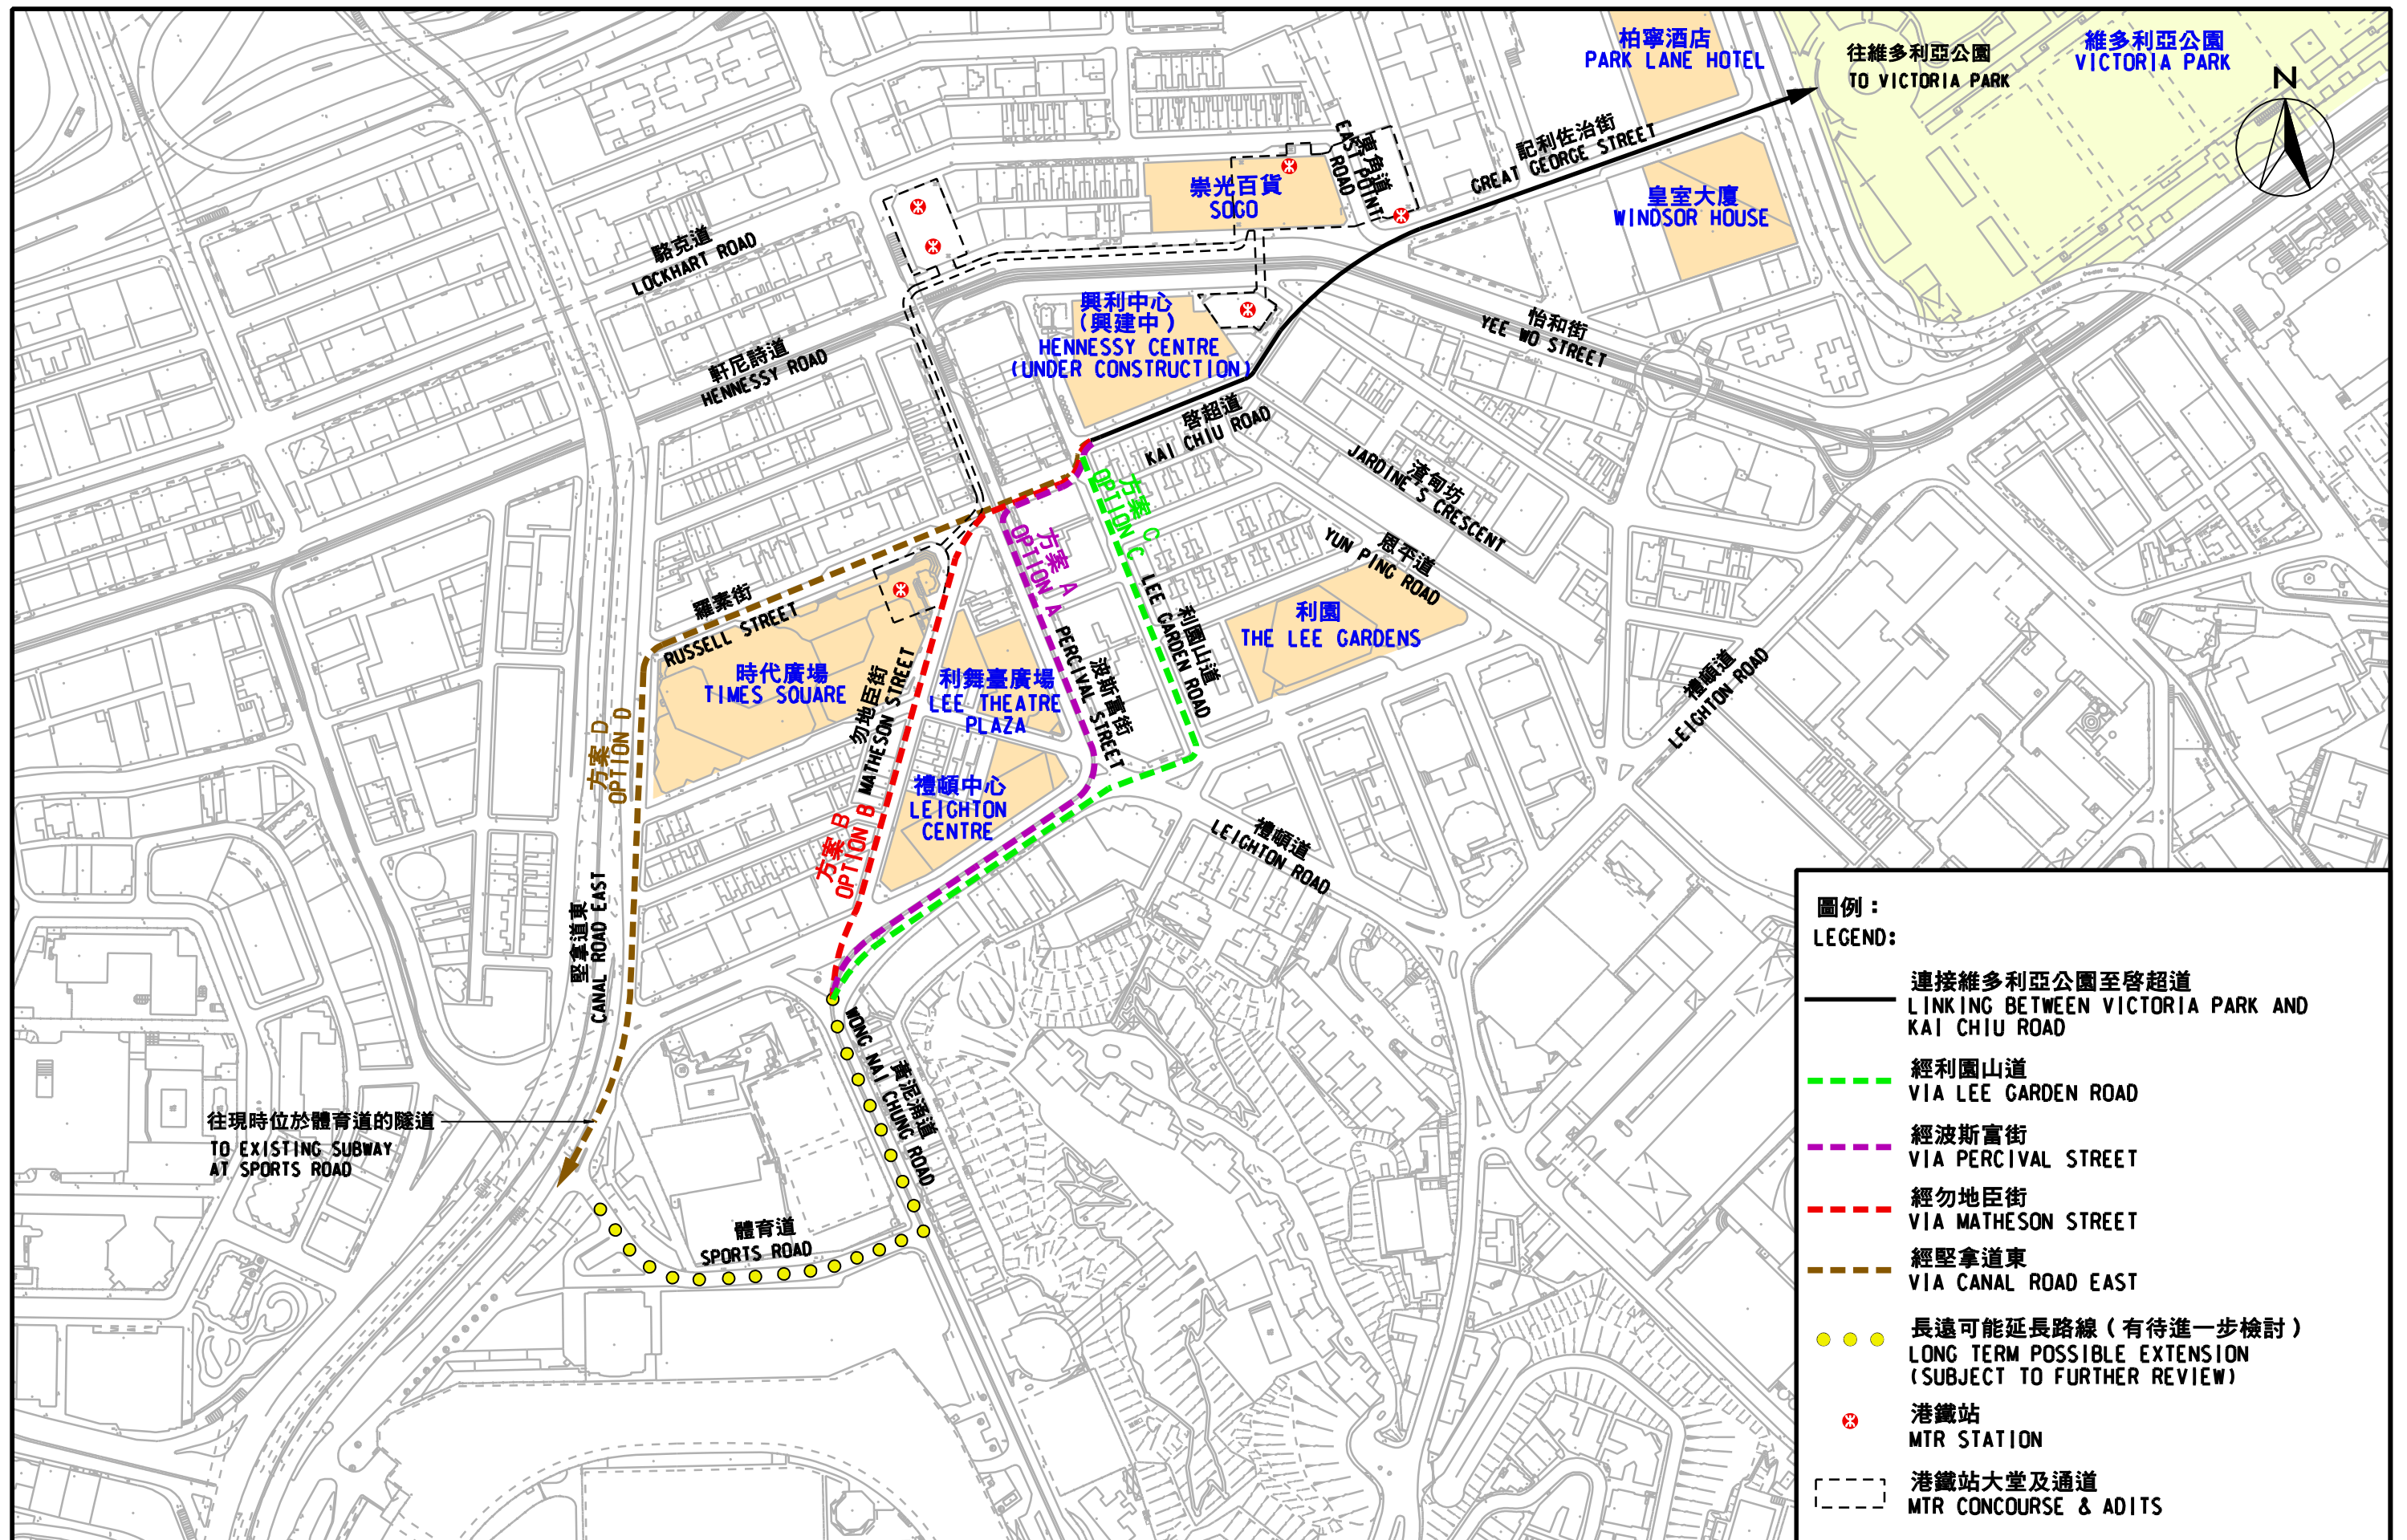 柏寧酒店
PARK LANE HOTEL
往維多利亞公園
TO VICTORIA PARK
維多利亞公園
VICTORIA PARK
N
記利佐治街
GREAT GEORGE STREET
東角道
EAST POINT
ROAD
崇光百貨
SOGO
皇室大廈
WINDSOR HOUSE
駱克道
LOCKHART ROAD
軒尼詩道
HENNESSY ROAD
興利中心
(興建中)
HENNESSY CENTRE
(UNDER CONSTRUCTION)
怡和街
YEE WO STREET
啓超道
KAI CHIU ROAD
渣甸坊
JARDINE'S CRESCENT
恩平道
YUN PING ROAD
方案 C
OPTION C
利園山道
LEE GARDEN ROAD
方案 A
OPTION A
波斯富街
PERCIVAL STREET
利園
THE LEE GARDENS
羅素街
RUSSELL STREET
時代廣場
TIMES SQUARE
勿地臣街
MATHESON STREET
利舞臺廣場
LEE THEATRE
PLAZA
禮頓道
LEIGHTON ROAD
方案 D
OPTION D
方案 B
OPTION B
禮頓中心
LEIGHTON
CENTRE
禮頓道
LEIGHTON ROAD
堅拿道東
CANAL ROAD EAST
黃泥涌道
WONG NAI CHUNG ROAD
往現時位於體育道的隧道
TO EXISTING SUBWAY
AT SPORTS ROAD
體育道
SPORTS ROAD
圖例:
LEGEND:
連接維多利亞公園至啓超道
LINKING BETWEEN VICTORIA PARK AND
KAI CHIU ROAD
經利園山道
VIA LEE GARDEN ROAD
經波斯富街
VIA PERCIVAL STREET
經勿地臣街
VIA MATHESON STREET
經堅拿道東
VIA CANAL ROAD EAST
長遠可能延長路線(有待進一步檢討)
LONG TERM POSSIBLE EXTENSION
(SUBJECT TO FURTHER REVIEW)
港鐵站
MTR STATION
港鐵站大堂及通道
MTR CONCOURSE & ADITS